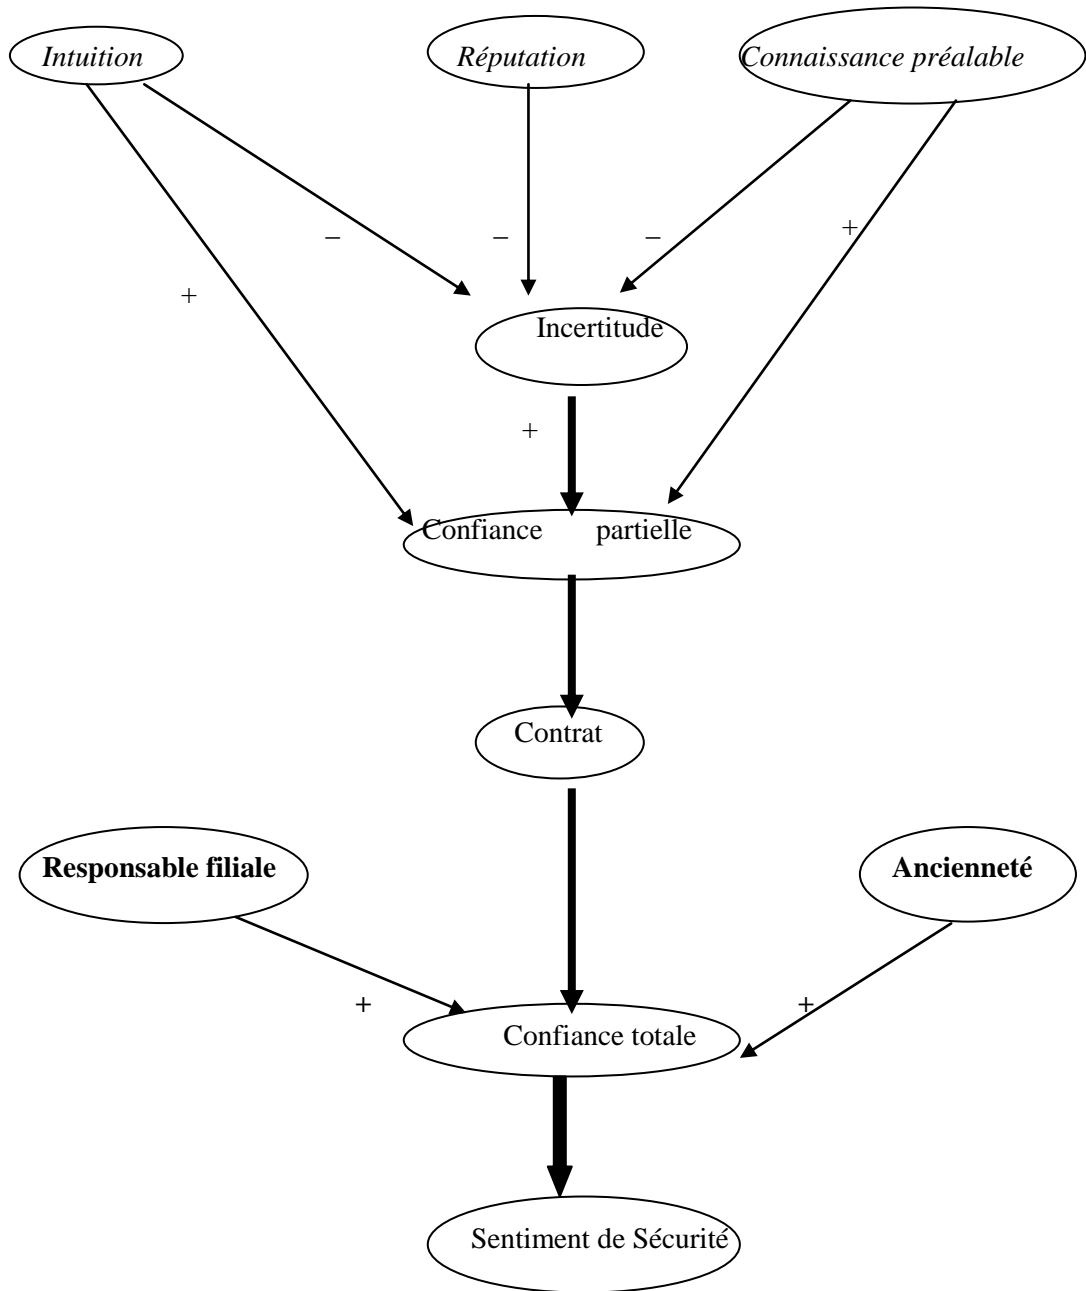 Intuition
Réputation
Connaissance préalable
–
–
–
+
+
Incertitude
+
Confiance partielle
Contrat
Responsable filiale
Ancienneté
+
+
Confiance totale
Sentiment de Sécurité